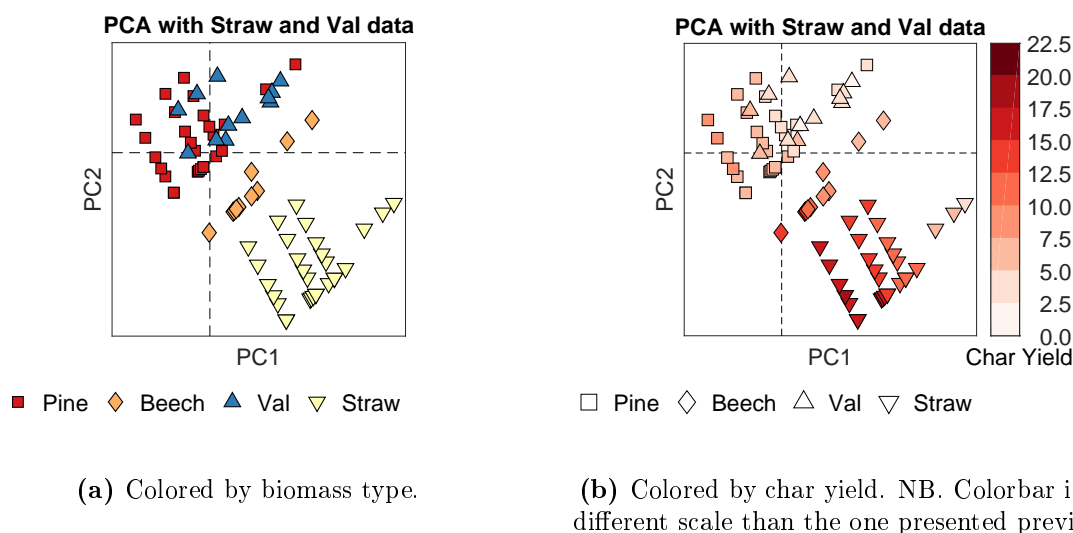 PCA with Straw and Val data
PC2
PC1
Pine Beech Val Straw
(a) Colored by biomass type.
PCA with Straw and Val data
PC2
PC1
22.5
20.0
17.5
15.0
12.5
10.0
7.5
5.0
2.5
0.0
Char Yield
Pine Beech Val Straw
(b) Colored by char yield. NB. Colorbar i
different scale than the one presented previ